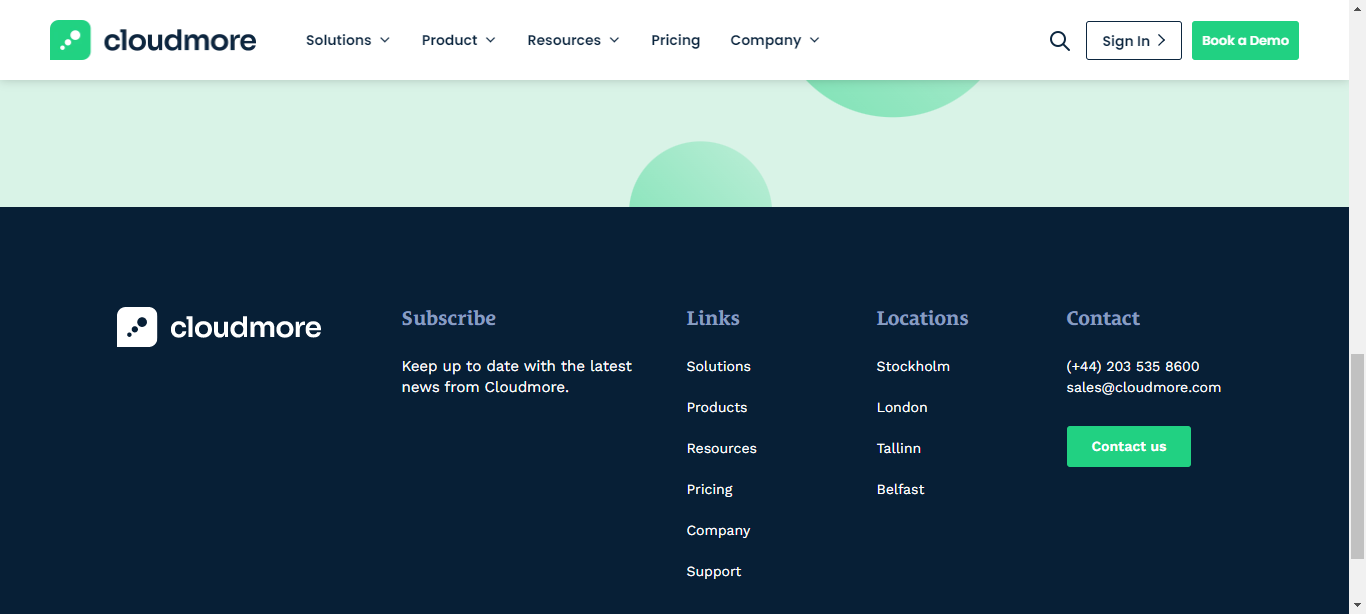 cloudmore
Solutions
Product
Resources
Pricing
Company
Sign In
Book a Demo
cloudmore
Subscribe
Keep up to date with the latest
news from Cloudmore.
Links
Solutions
Products
Resources
Pricing
Company
Support
Locations
Stockholm
London
Tallinn
Belfast
Contact
(+44) 203 535 8600
sales@cloudmore.com
Contact us